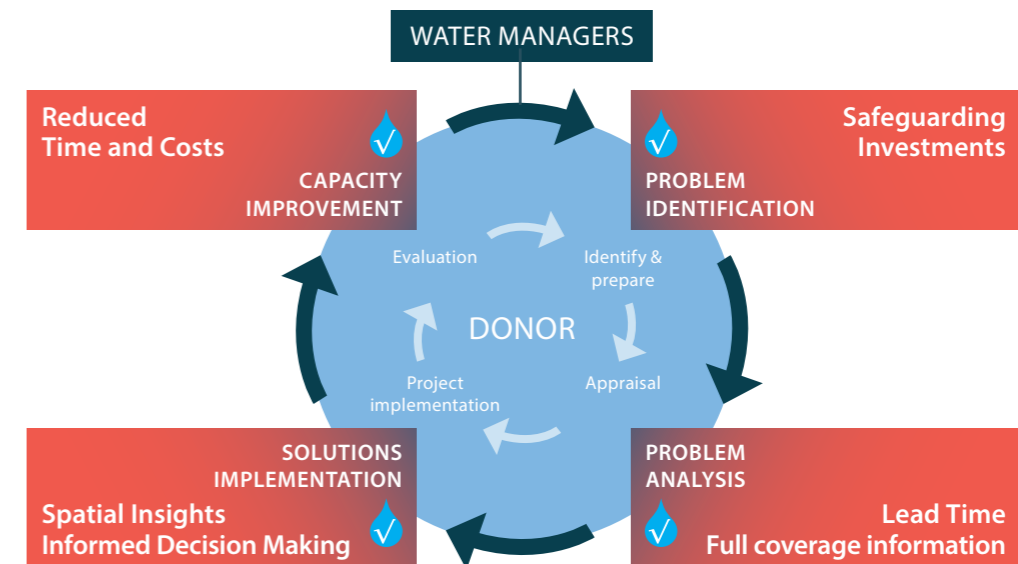 WATER MANAGERS
Reduced
Time and Costs
√
CAPACITY
IMPROVEMENT
Safeguarding
Investments
√
PROBLEM
IDENTIFICATION
Evaluation
Identify &
prepare
DONOR
Project
implementation
Appraisal
SOLUTIONS
IMPLEMENTATION
√
Spatial Insights
Informed Decision Making
PROBLEM
ANALYSIS
√
Lead Time
Full coverage information